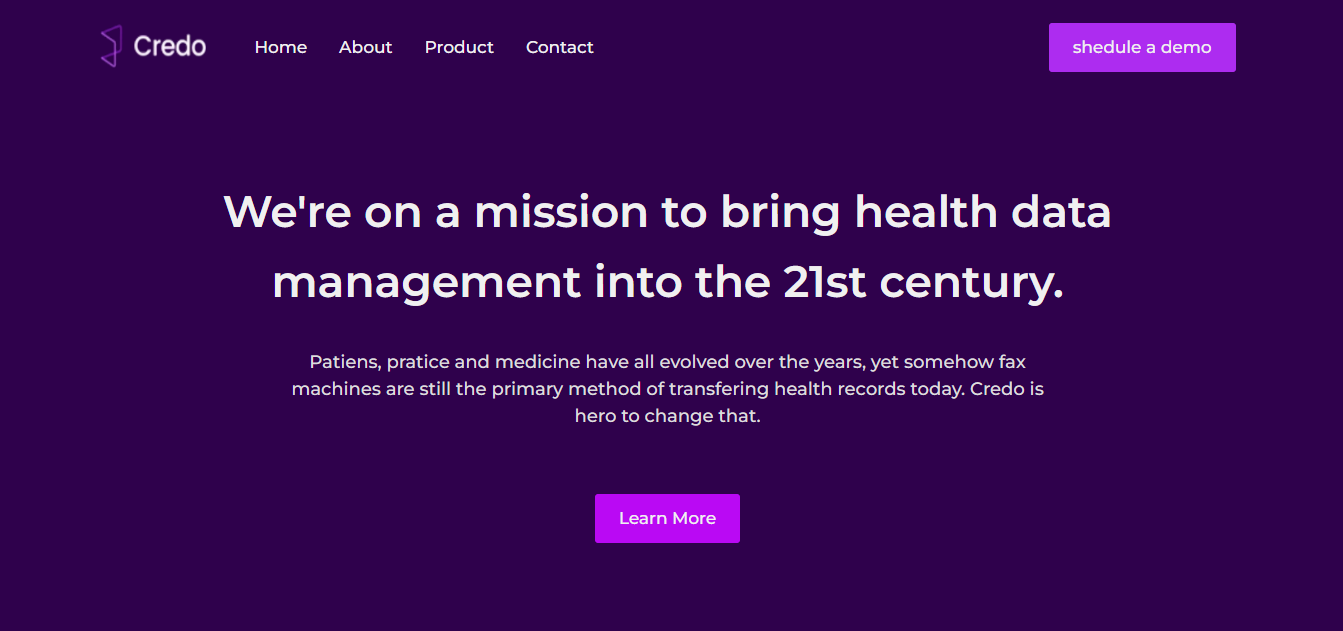 Credo
Home
About
Product
Contact
shedule a demo
We're on a mission to bring health data
management into the 21st century.
Patiens, pratice and medicine have all evolved over the years, yet somehow fax
machines are still the primary method of transfering health records today. Credo is
hero to change that.
Learn More